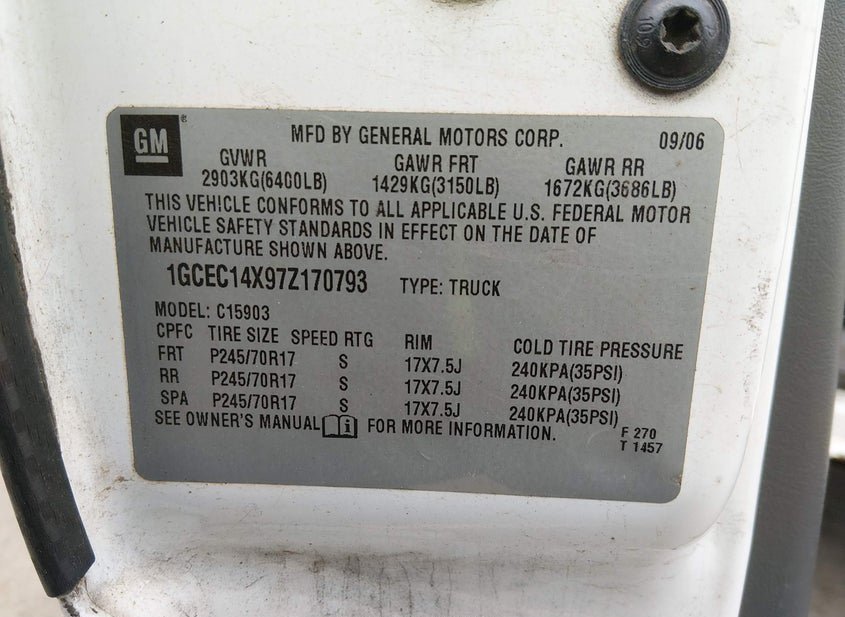 10.9
GM®
MFD BY GENERAL MOTORS CORP. 09/06
GVWR GAWR FRT GAWR RR
2903KG(6400LB) 1429KG(3150LB) 1672KG(3686LB)
THIS VEHICLE CONFORMS TO ALL APPLICABLE U.S. FEDERAL MOTOR
VEHICLE SAFETY STANDARDS IN EFFECT ON THE DATE OF
MANUFACTURE SHOWN ABOVE.
1GCEC14X97Z170793 TYPE: TRUCK
MODEL: C15903
CPFC TIRE SIZE SPEED RTG RIM COLD TIRE PRESSURE
FRT P245/70R17 S 17X7.5J 240KPA(35PSI)
RR P245/70R17 S 17X7.5J 240KPA(35PSI)
SPA P245/70R17 S 17X7.5J 240KPA(35PSI)
SEE OWNER'S MANUAL i FOR MORE INFORMATION.
F 270
T 1457